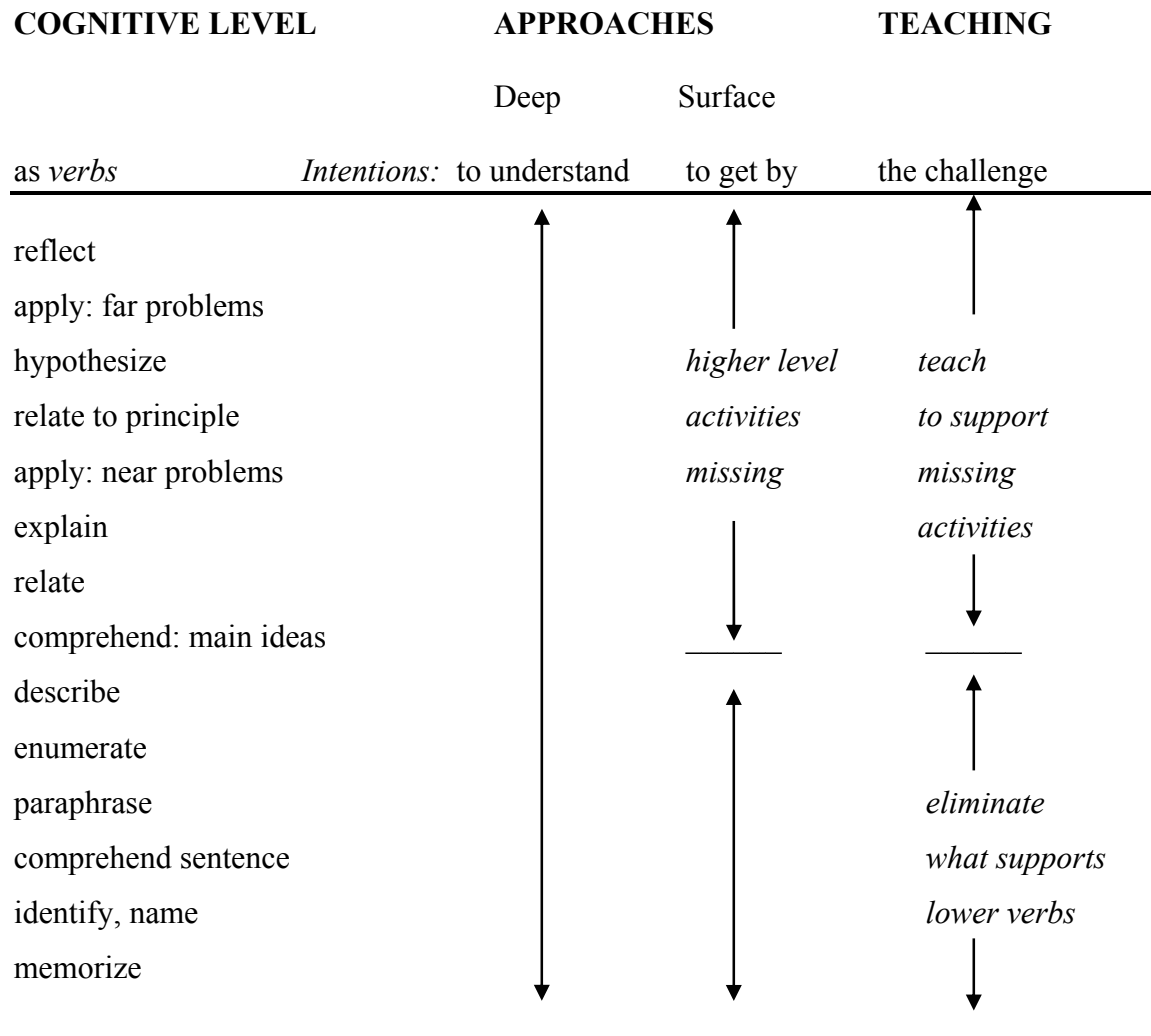 COGNITIVE LEVEL APPROACHES TEACHING
Deep Surface
as verbs Intentions: to understand to get by the challenge
reflect
apply: far problems
hypothesize higher level teach
relate to principle activities to support
apply: near problems missing missing
explain activities
relate
comprehend: main ideas
describe
enumerate
paraphrase eliminate
comprehend sentence what supports
identify, name lower verbs
memorize